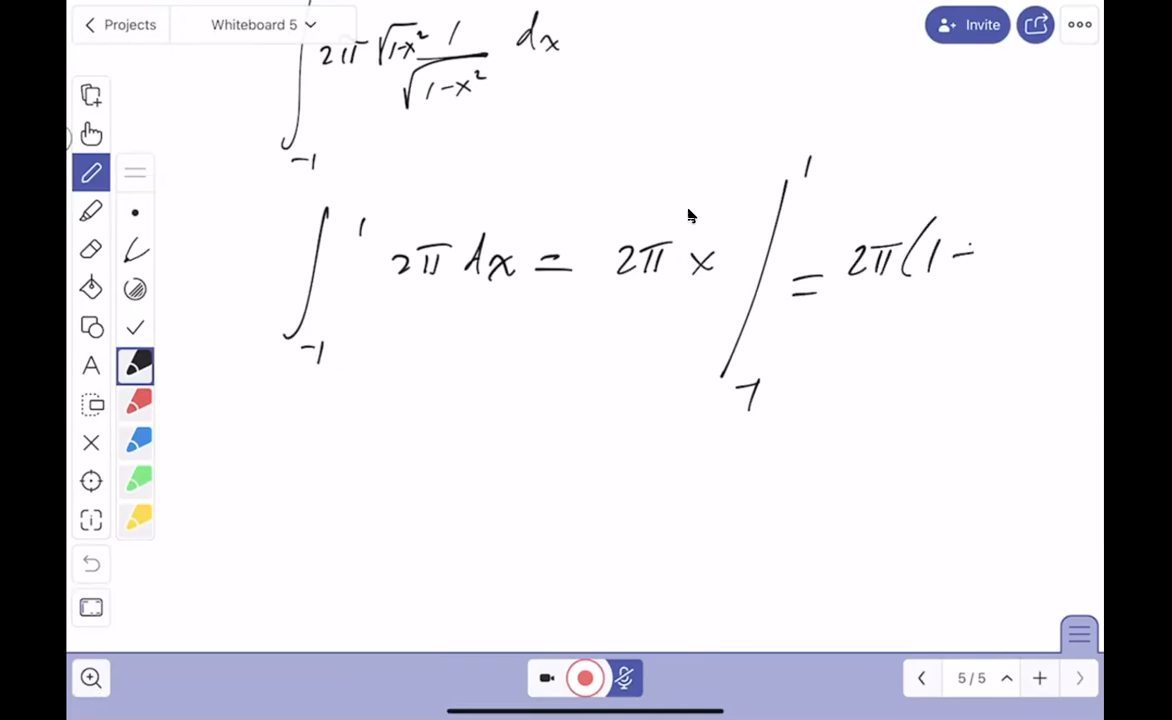 Projects
Whiteboard 5
Invite
∫ 2π √1-x² 1/√1-x² dx
-1
1
∫ 2π dx = 2π x / = 2π(1 -
-1
1
-1
A
5/5